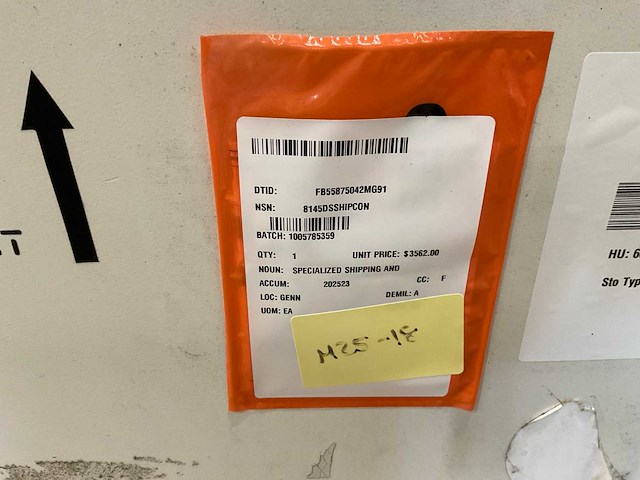 DTID: FB55875042MG91
NSN: 8145DSSHIPCON
BATCH: 1005785359
QTY: 1 UNIT PRICE: $3562.00
NOUN: SPECIALIZED SHIPPING AND
ACCUM: 202523 CC: F
LOC: GENN DEMIL: A
UOM: EA
M25-18
HU: 6
Sto Typ